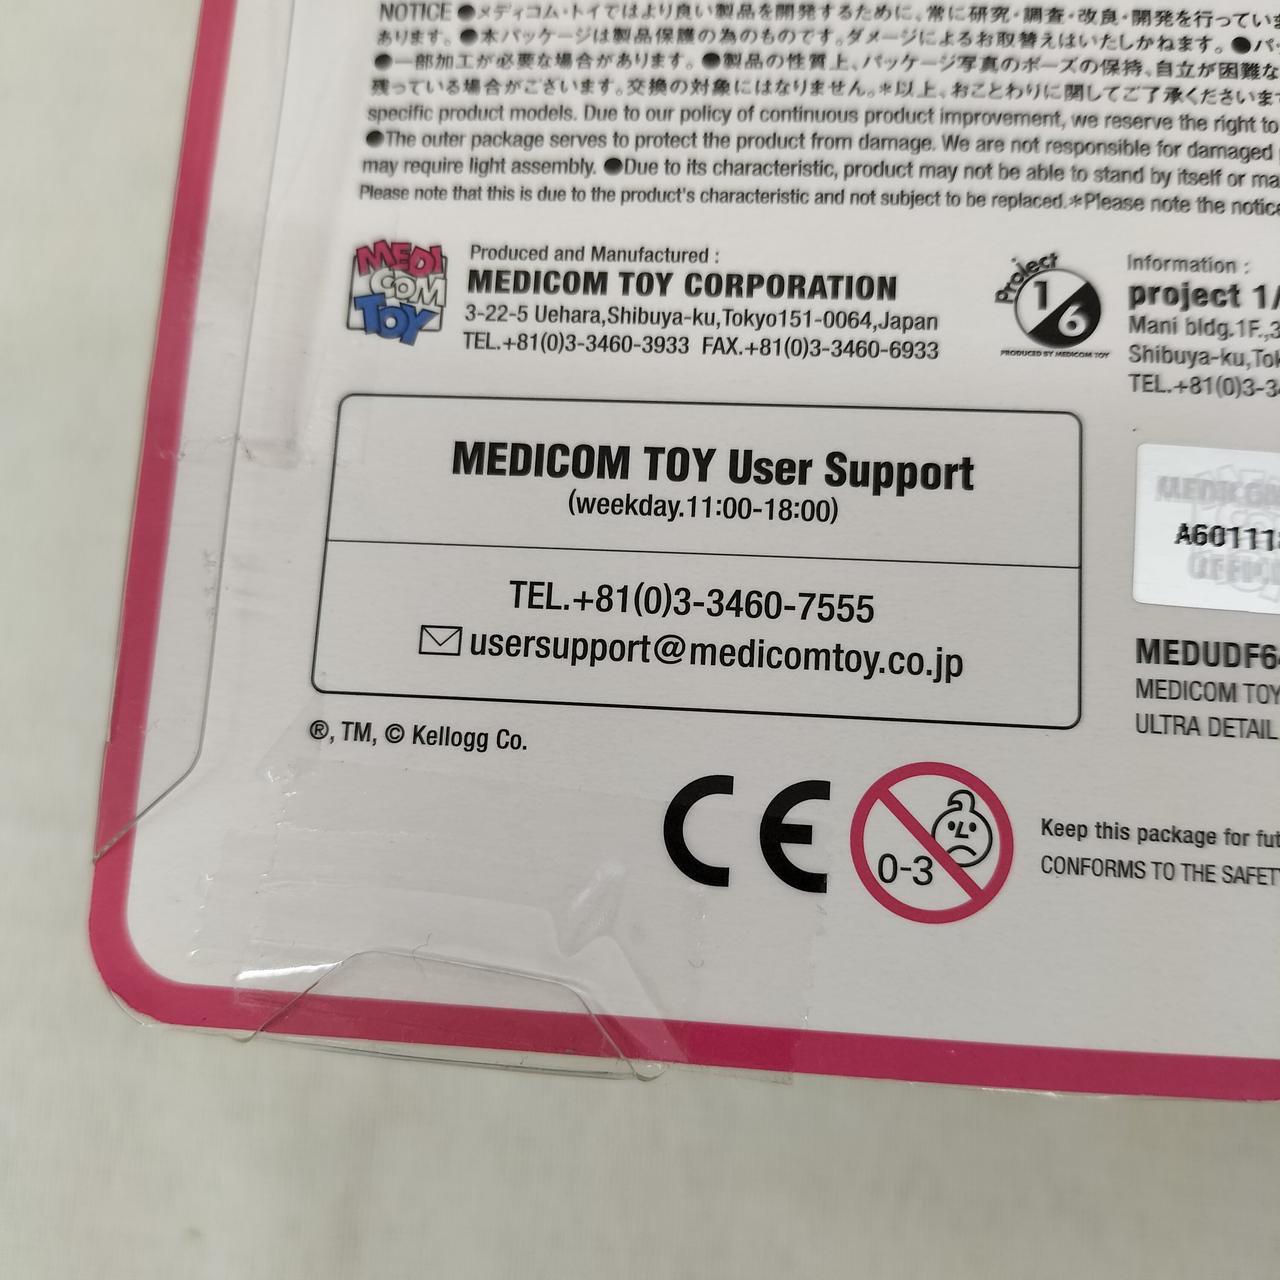 NOTICE ●メディコム・トイではより良い製品を開発するために、常に研究・調査・改良・開発を行っていま
あります。●本パッケージは製品保護の為のものです。ダメージによるお取替えはいたしかねます。●パッ
●一部加工が必要な場合があります。●製品の性質上、パッケージ写真のポーズの保持、自立が困難な
残っている場合がございます。交換の対象にはなりません。＊以上、おことわりに関してご了承くださいませ
specific product models. Due to our policy of continuous product improvement, we reserve the right to
●The outer package serves to protect the product from damage. We are not responsible for damaged
may require light assembly. ●Due to its characteristic, product may not be able to stand by itself or ma
Please note that this is due to the product's characteristic and not subject to be replaced.＊Please note the notice
MEDI
COM
TOY
Produced and Manufactured :
MEDICOM TOY CORPORATION
3-22-5 Uehara,Shibuya-ku,Tokyo151-0064,Japan
TEL.+81(0)3-3460-3933 FAX.+81(0)3-3460-6933
Project
1/6
PRODUCED BY MEDICOM TOY
Information :
project 1/
Mani bldg.1F.,3
Shibuya-ku,Tok
TEL.+81(0)3-34
MEDICOM TOY User Support
(weekday.11:00-18:00)
TEL.+81(0)3-3460-7555
usersupport@medicomtoy.co.jp
MEDICOM
A60111
MEDUDF6
MEDICOM TOY
ULTRA DETAIL
®, TM, © Kellogg Co.
CE
0-3
Keep this package for fut
CONFORMS TO THE SAFETY